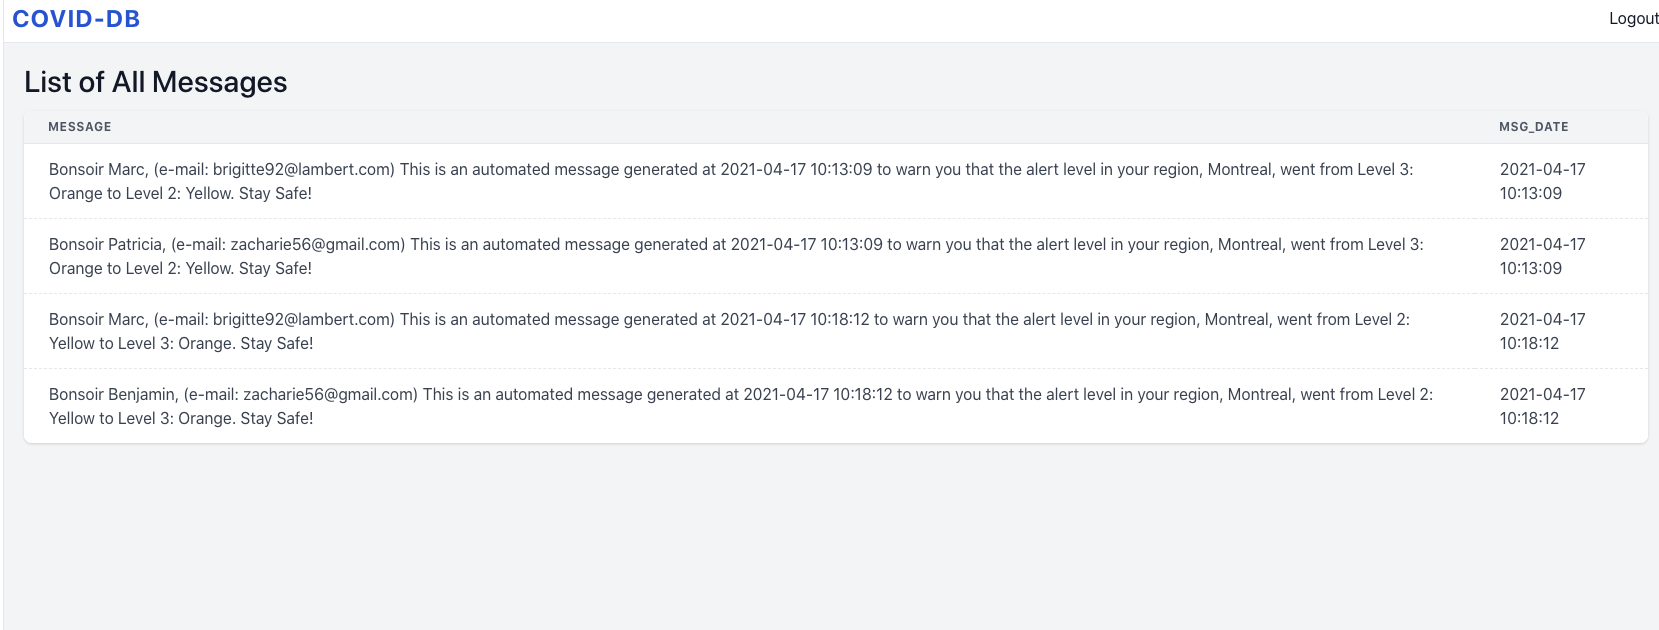 COVID-DB
Logout
List of All Messages
MESSAGE
MSG_DATE
Bonsoir Marc, (e-mail: brigitte92@lambert.com) This is an automated message generated at 2021-04-17 10:13:09 to warn you that the alert level in your region, Montreal, went from Level 3:
Orange to Level 2: Yellow. Stay Safe!
2021-04-17
10:13:09
Bonsoir Patricia, (e-mail: zacharie56@gmail.com) This is an automated message generated at 2021-04-17 10:13:09 to warn you that the alert level in your region, Montreal, went from Level 3:
Orange to Level 2: Yellow. Stay Safe!
2021-04-17
10:13:09
Bonsoir Marc, (e-mail: brigitte92@lambert.com) This is an automated message generated at 2021-04-17 10:18:12 to warn you that the alert level in your region, Montreal, went from Level 2:
Yellow to Level 3: Orange. Stay Safe!
2021-04-17
10:18:12
Bonsoir Benjamin, (e-mail: zacharie56@gmail.com) This is an automated message generated at 2021-04-17 10:18:12 to warn you that the alert level in your region, Montreal, went from Level 2:
Yellow to Level 3: Orange. Stay Safe!
2021-04-17
10:18:12